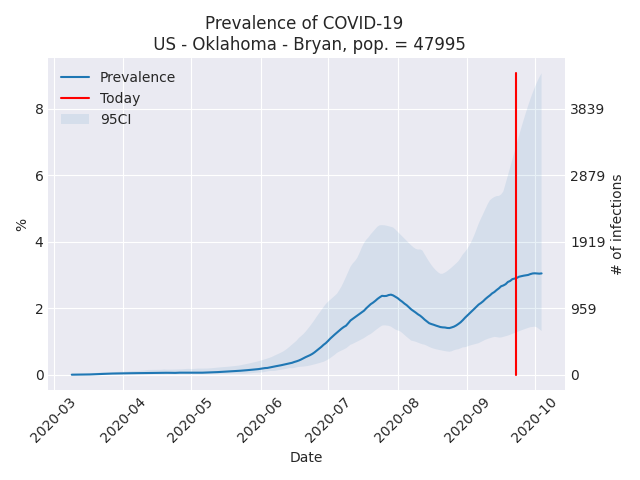 Prevalence of COVID-19
US - Oklahoma - Bryan, pop. = 47995
Prevalence
Today
95CI
8
6
4
2
0
%
3839
2879
1919
959
0
# of infections
2020-03
2020-04
2020-05
2020-06
2020-07
2020-08
2020-09
2020-10
Date